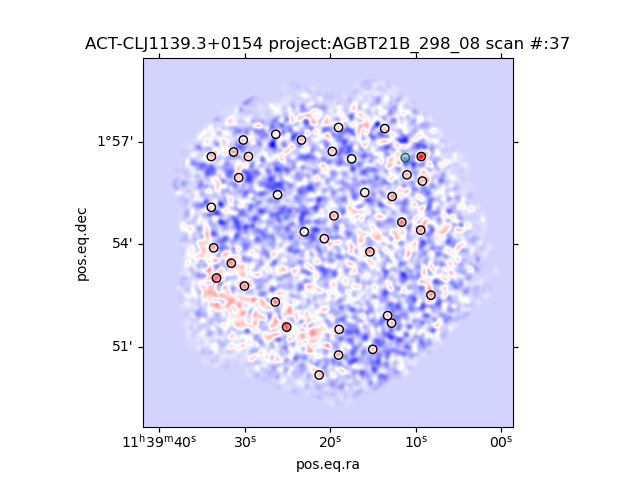 ACT-CLJ1139.3+0154 project:AGBT21B_298_08 scan #:37
1°57'
54'
51'
pos.eq.dec
11ʰ39ᵐ40ˢ 30ˢ 20ˢ 10ˢ 00ˢ
pos.eq.ra